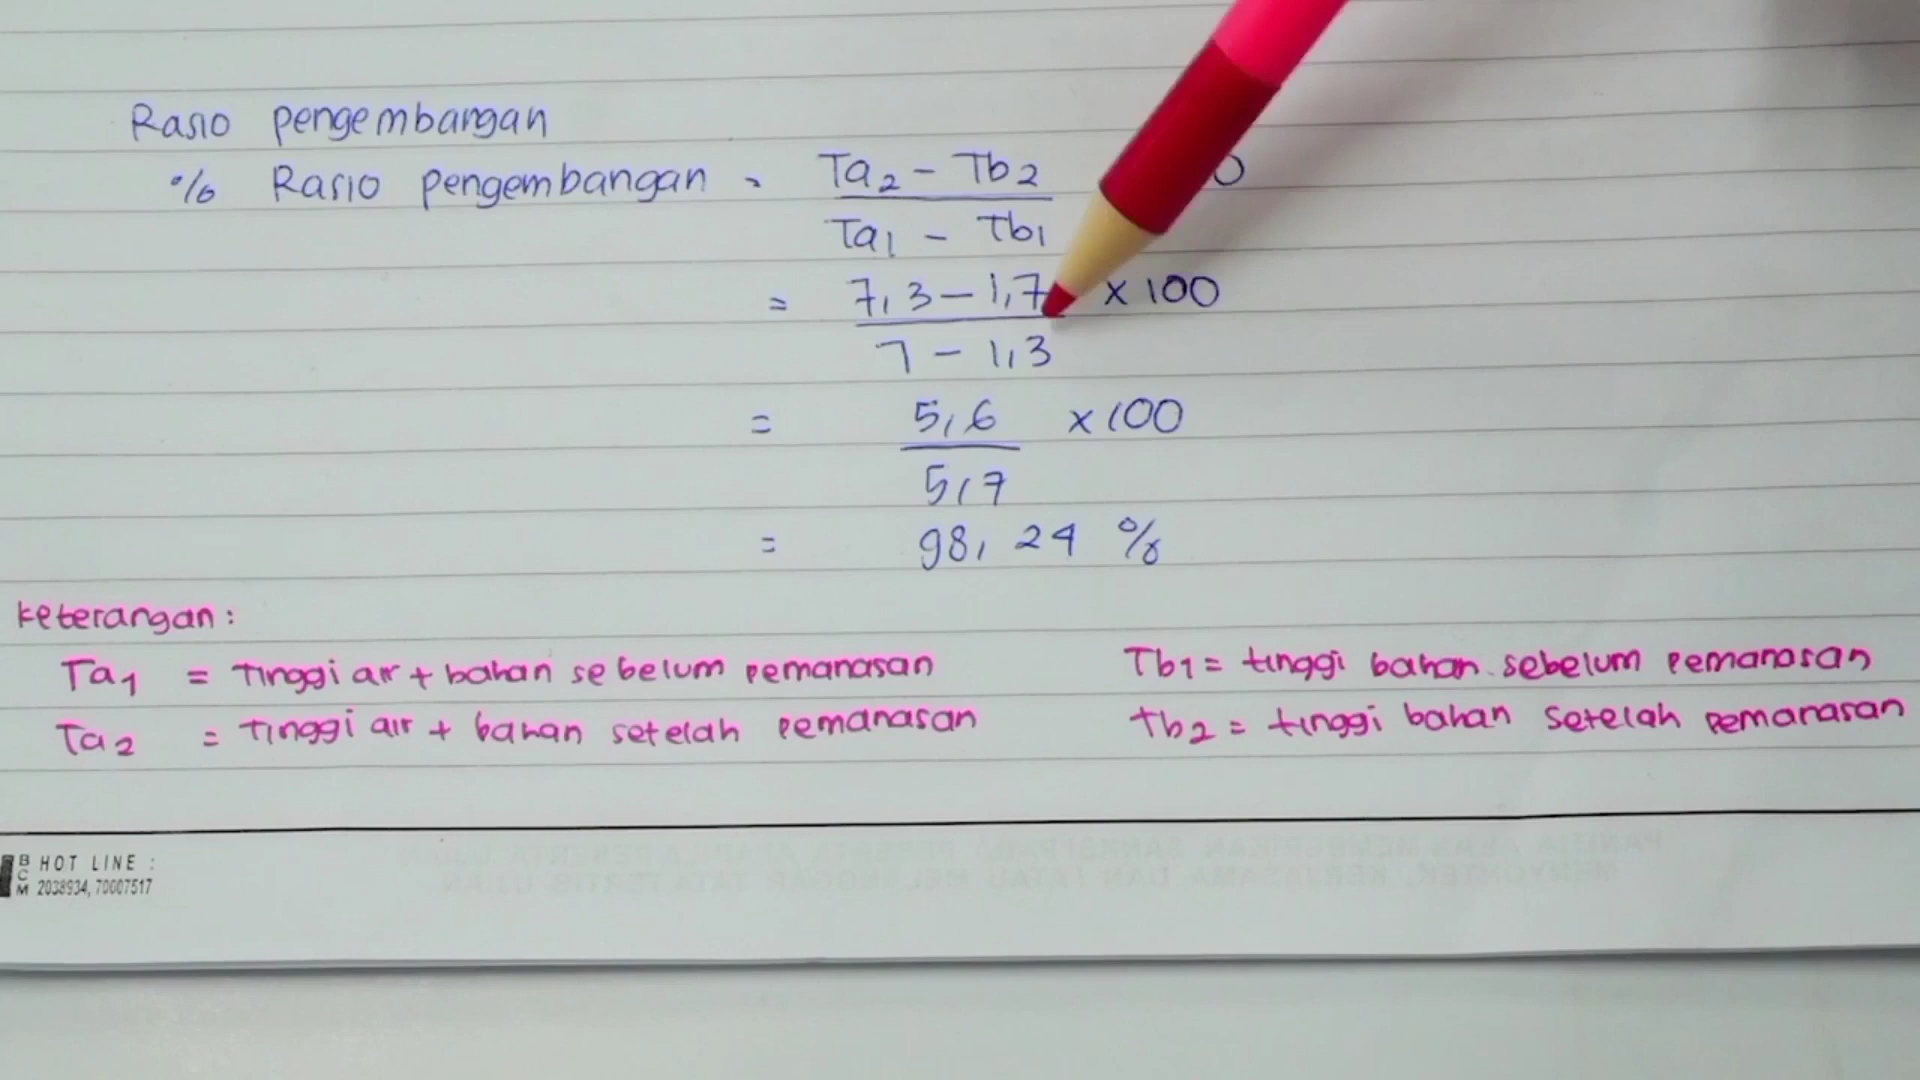 Rasio pengembangan
% Rasio pengembangan = Ta2 - Tb2
Ta1 - Tb1
= 7,3 - 1,7 x 100
7 - 1,3
= 5,6 x 100
5,7
= 98,24 %
keterangan:
Ta1 = Tinggi air + bahan sebelum pemanasan
Tb1 = tinggi bahan sebelum pemanasan
Ta2 = Tinggi air + bahan setelah pemanasan
Tb2 = tinggi bahan setelah pemanasan
BCM HOT LINE :
2038934, 70007517